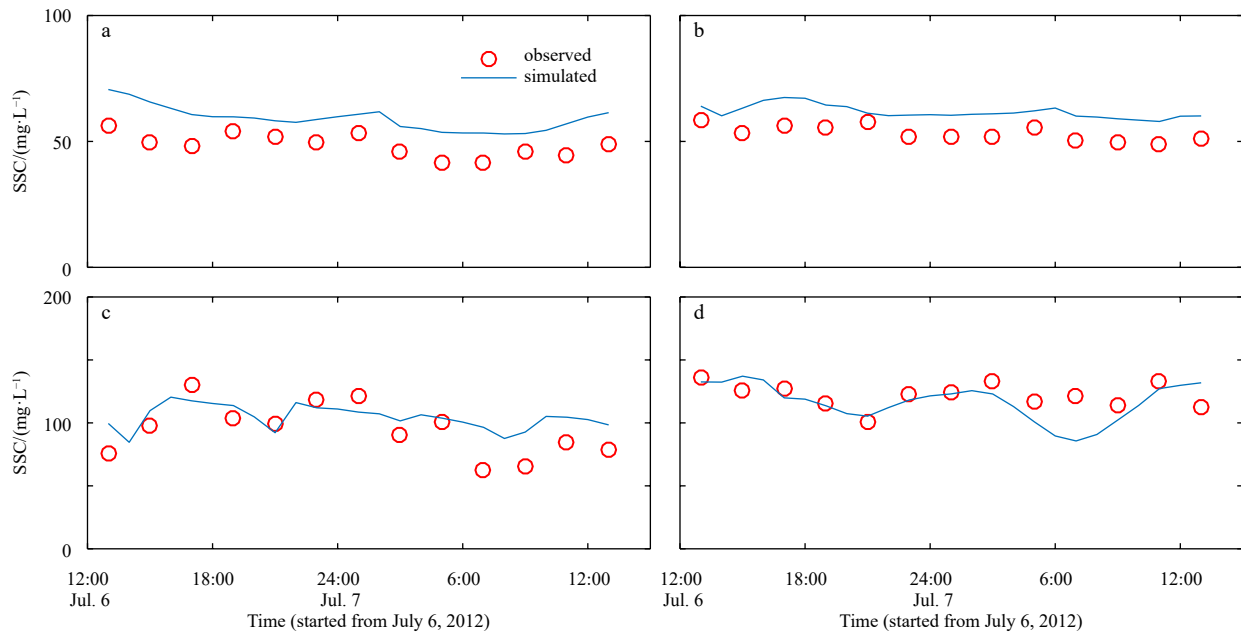 100
a
b
observed
simulated
50
SSC/(mg·L⁻¹)
0
200
c
d
100
SSC/(mg·L⁻¹)
0
12:00 18:00 24:00 6:00 12:00 12:00 18:00 24:00 6:00 12:00
Jul. 6 Jul. 7 Jul. 6 Jul. 7
Time (started from July 6, 2012) Time (started from July 6, 2012)